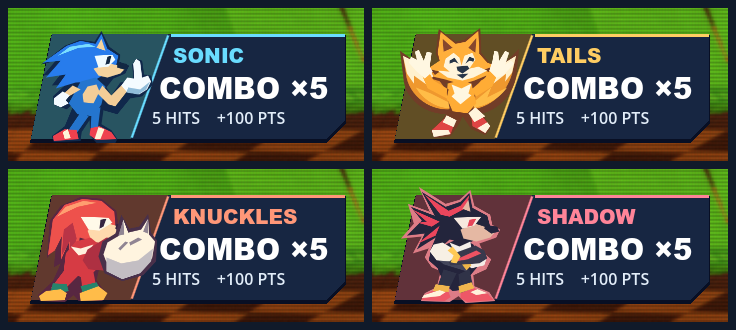 SONIC
COMBO ×5
5 HITS +100 PTS
TAILS
COMBO ×5
5 HITS +100 PTS
KNUCKLES
COMBO ×5
5 HITS +100 PTS
SHADOW
COMBO ×5
5 HITS +100 PTS